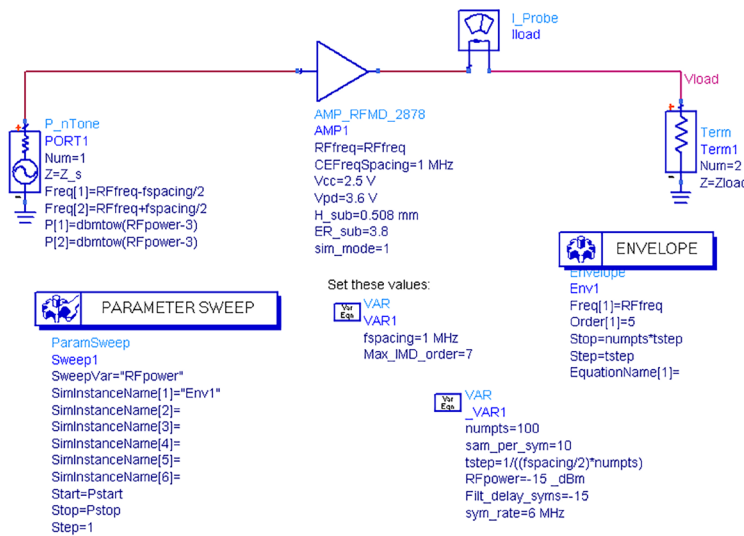 I_Probe
Iload
Vload
P_nTone
PORT1
Num=1
Z=Z_s
Freq[1]=RFfreq-fspacing/2
Freq[2]=RFfreq+fspacing/2
P[1]=dbmtow(RFpower-3)
P[2]=dbmtow(RFpower-3)
AMP_RFMD_2878
AMP1
RFfreq=RFfreq
CEFreqSpacing=1 MHz
Vcc=2.5 V
Vpd=3.6 V
H_sub=0.508 mm
ER_sub=3.8
sim_mode=1
Term
Term1
Num=2
Z=Zload
ENVELOPE
Envelope
Env1
Freq[1]=RFfreq
Order[1]=5
Stop=numpts*tstep
Step=tstep
EquationName[1]=
PARAMETER SWEEP
ParamSweep
Sweep1
SweepVar="RFpower"
SimInstanceName[1]="Env1"
SimInstanceName[2]=
SimInstanceName[3]=
SimInstanceName[4]=
SimInstanceName[5]=
SimInstanceName[6]=
Start=Pstart
Stop=Pstop
Step=1
Set these values:
Var
Eqn
VAR
VAR1
fspacing=1 MHz
Max_IMD_order=7
Var
Eqn
VAR
_VAR1
numpts=100
sam_per_sym=10
tstep=1/((fspacing/2)*numpts)
RFpower=-15 _dBm
Filt_delay_syms=-15
sym_rate=6 MHz